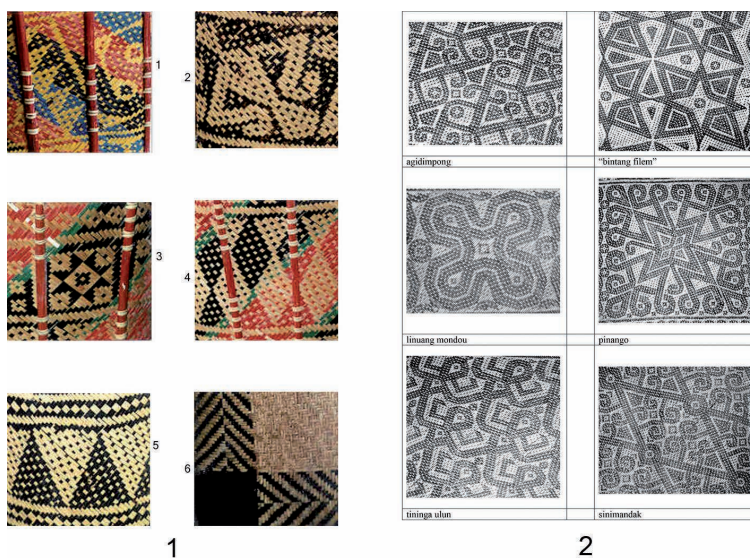 1
2
3
4
5
6
1
agidimpong
"bintang filem"
linuang mondou
pinango
tininga ulun
sinimandak
2